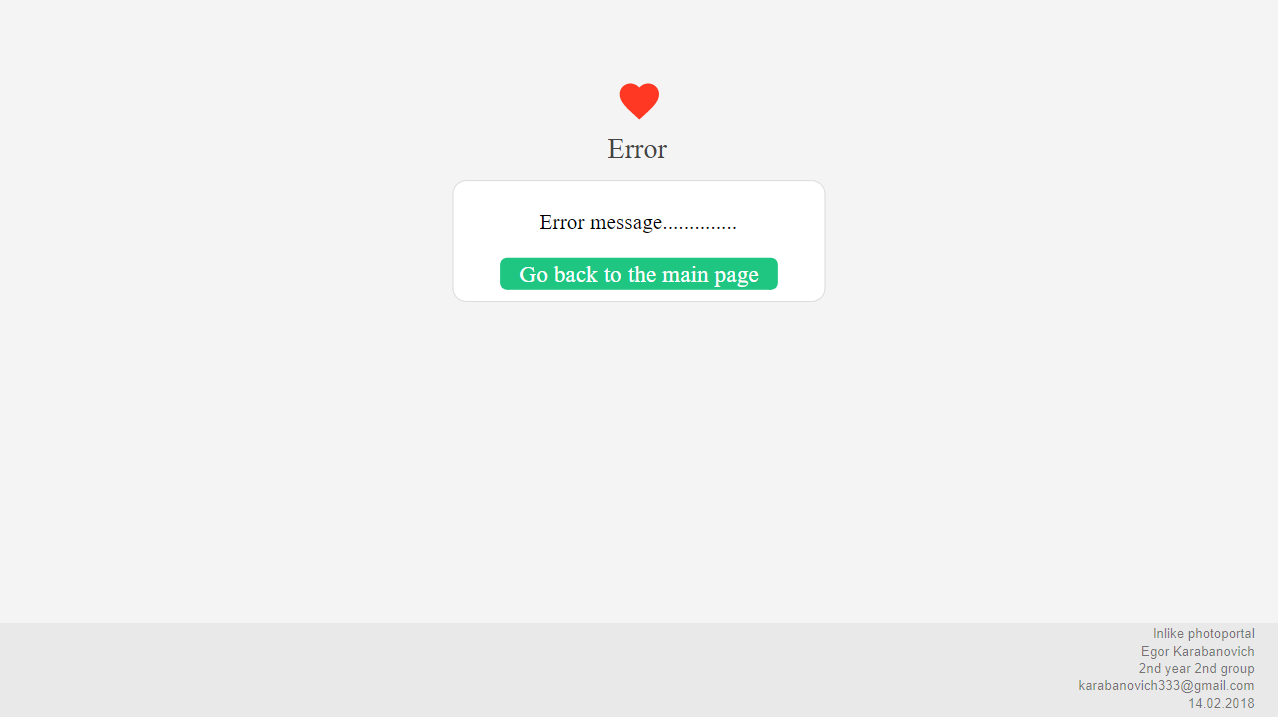 Error
Error message..............
Go back to the main page
Inlike photoportal
Egor Karabanovich
2nd year 2nd group
karabanovich333@gmail.com
14.02.2018